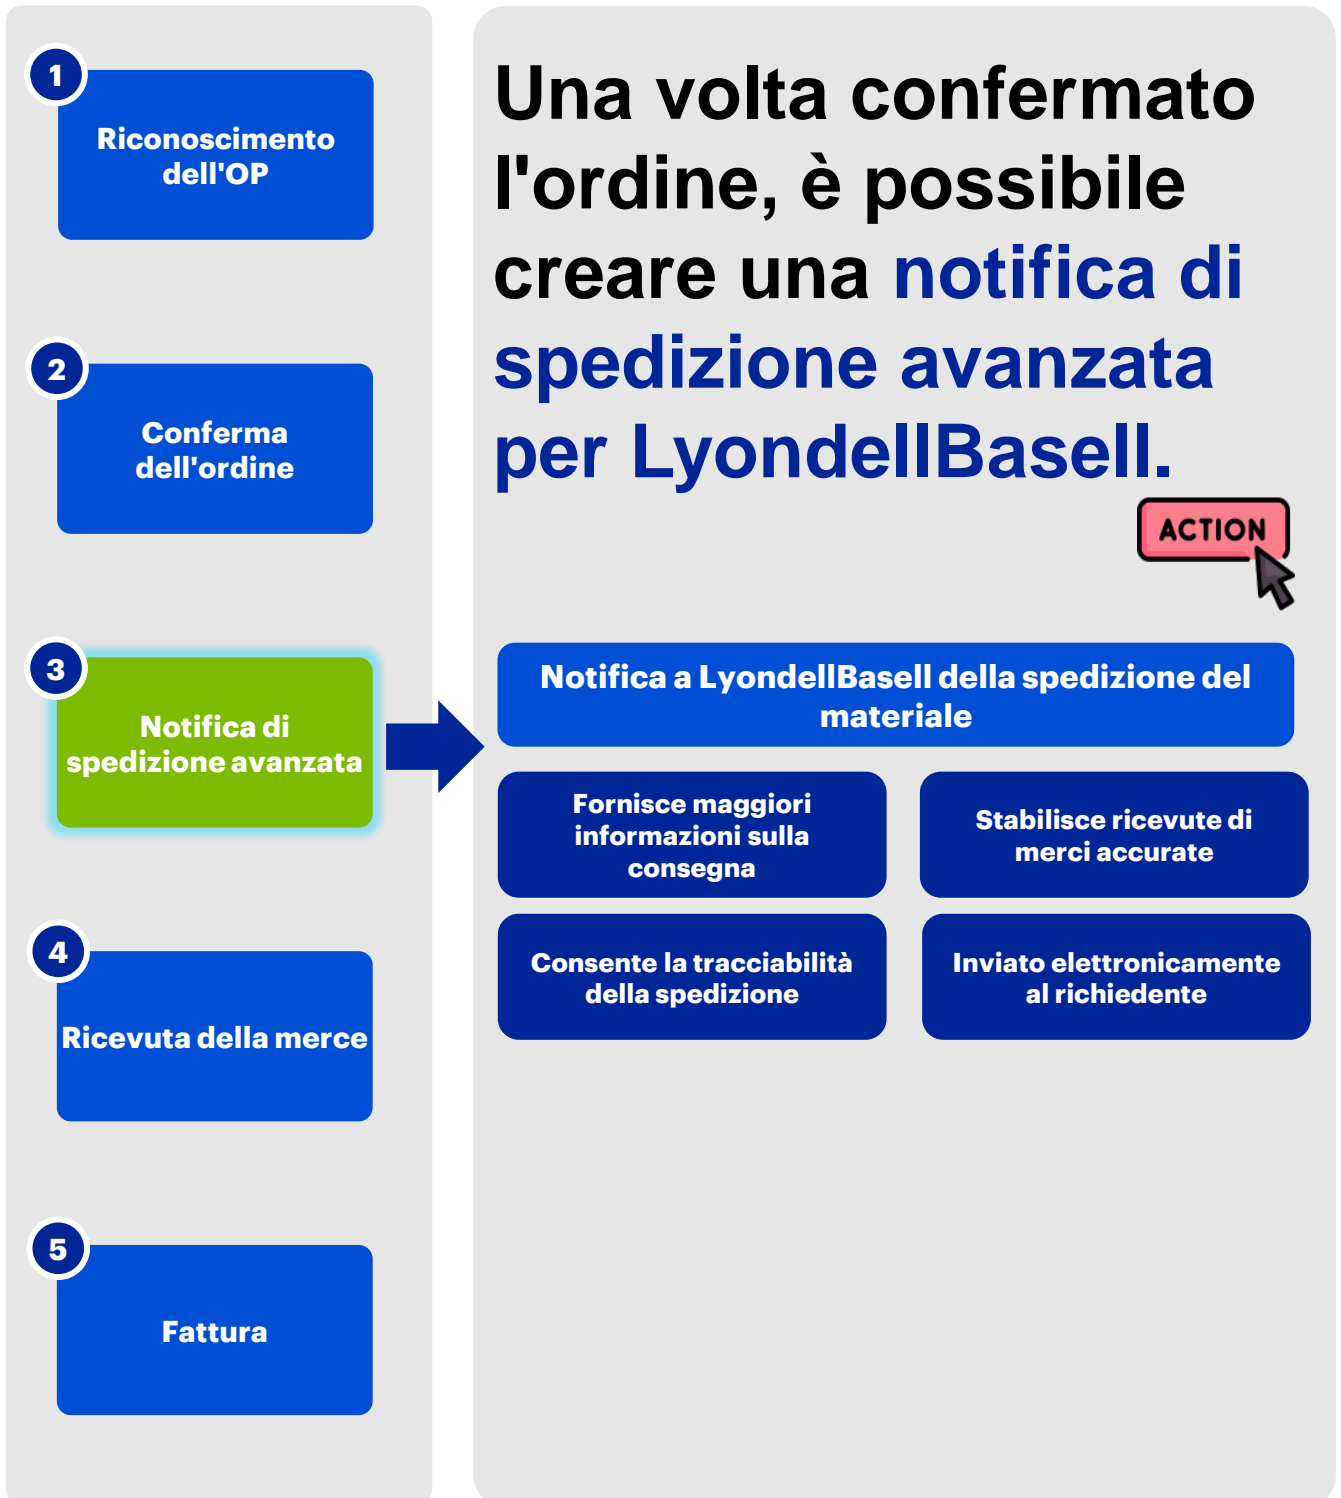 1
Riconoscimento
dell'OP
2
Conferma
dell'ordine
3
Notifica di
spedizione avanzata
4
Ricevuta della merce
5
Fattura
Una volta confermato
l'ordine, è possibile
creare una notifica di
spedizione avanzata
per LyondellBasell.
ACTION
Notifica a LyondellBasell della spedizione del
materiale
Fornisce maggiori
informazioni sulla
consegna
Stabilisce ricevute di
merci accurate
Consente la tracciabilità
della spedizione
Inviato elettronicamente
al richiedente